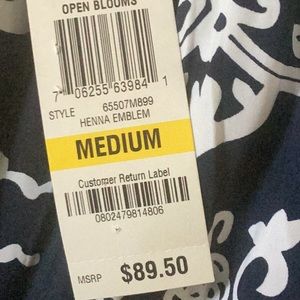 OPEN BLOOMS
7 06255 63984 1
STYLE 65507M899
HENNA EMBLEM
MEDIUM
Customer Return Label
0802479814806
MSRP $89.50